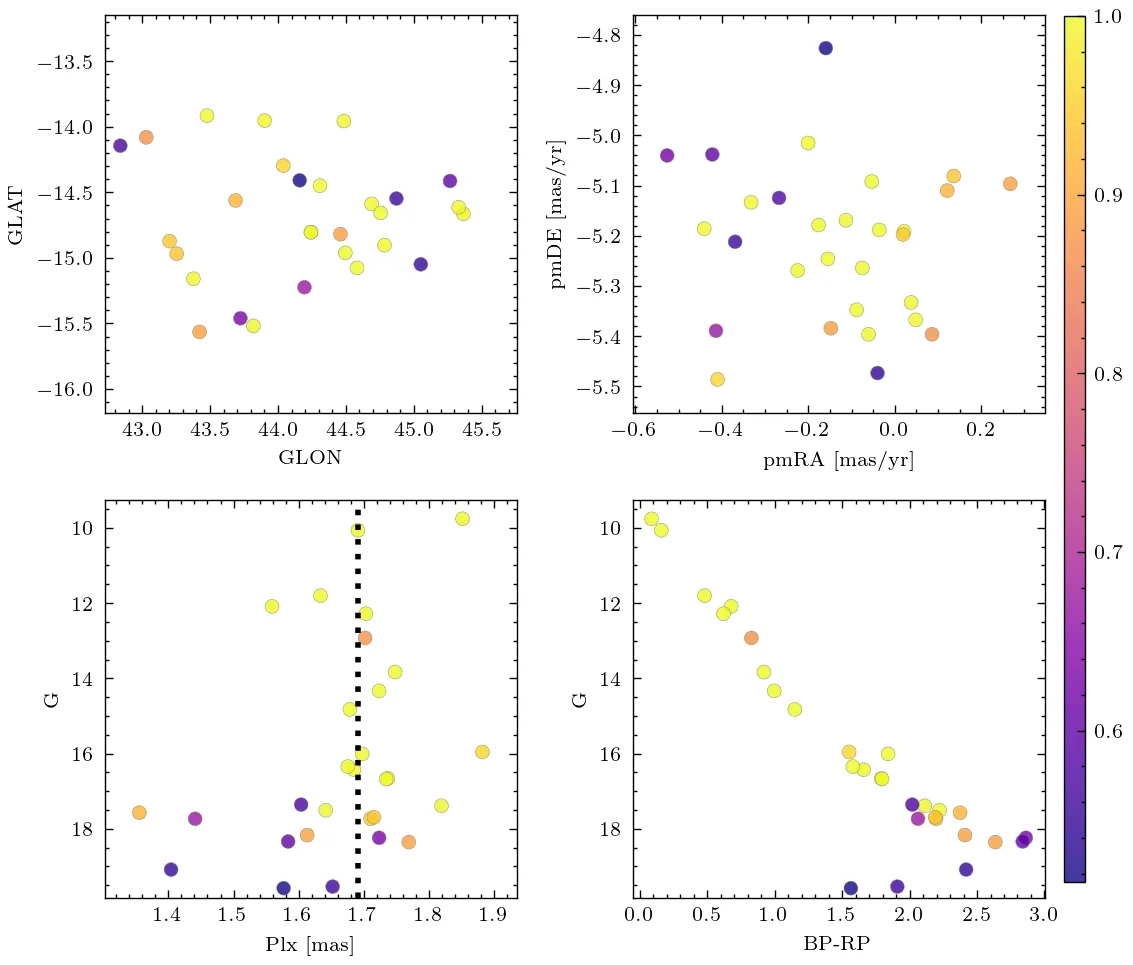 −13.5
−14.0
−14.5
−15.0
−15.5
−16.0
GLAT
43.0 43.5 44.0 44.5 45.0 45.5
GLON
−4.8
−4.9
−5.0
−5.1
−5.2
−5.3
−5.4
−5.5
pmDE [mas/yr]
−0.6 −0.4 −0.2 0.0 0.2
pmRA [mas/yr]
1.0
0.9
0.8
0.7
0.6
10
12
14
16
18
G
1.4 1.5 1.6 1.7 1.8 1.9
Plx [mas]
10
12
14
16
18
G
0.0 0.5 1.0 1.5 2.0 2.5 3.0
BP-RP